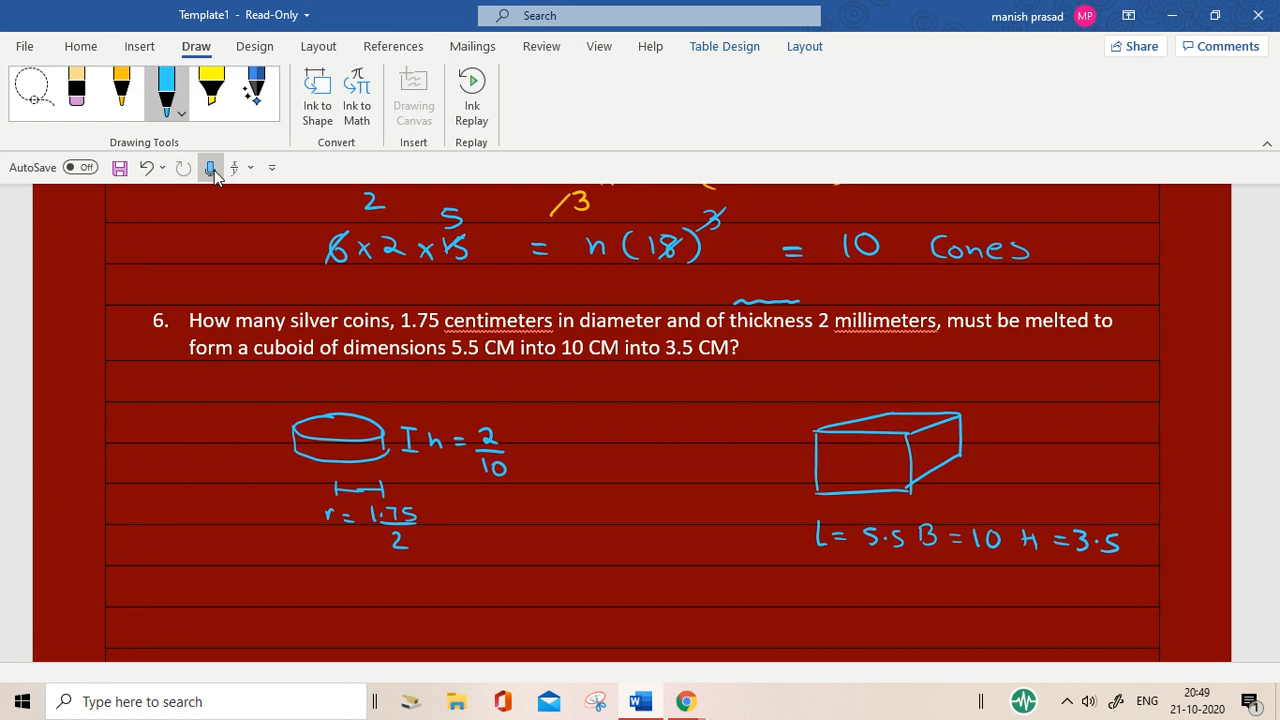 Template1 - Read-Only
Search
manish prasad MP
File Home Insert Draw Design Layout References Mailings Review View Help Table Design Layout Share Comments
Ink to Shape
Ink to Math
Drawing Canvas
Ink Replay
Drawing Tools Convert Insert Replay
AutoSave Off
2 5 /3 3
6 × 2 × 15 = n (18) = 10 Cones
6. How many silver coins, 1.75 centimeters in diameter and of thickness 2 millimeters, must be melted to
form a cuboid of dimensions 5.5 CM into 10 CM into 3.5 CM?
h = 2/10
r = 1.75/2
L = 5.5 B = 10 H = 3.5
Type here to search
ENG
20:49
21-10-2020